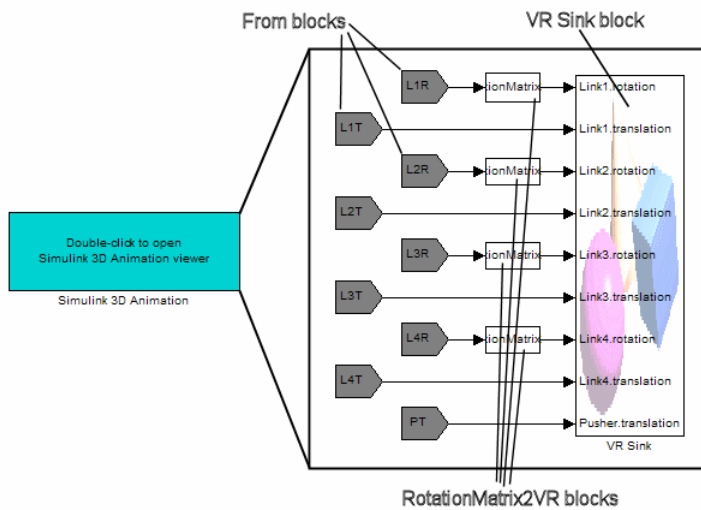 From blocks
VR Sink block
L1R
ionMatrix
Link1.rotation
L1T
Link1.translation
L2R
ionMatrix
Link2.rotation
L2T
Link2.translation
Double-click to open
Simulink 3D Animation viewer
L3R
ionMatrix
Link3.rotation
Simulink 3D Animation
L3T
Link3.translation
L4R
ionMatrix
Link4.rotation
L4T
Link4.translation
PT
Pusher.translation
VR Sink
RotationMatrix2VR blocks